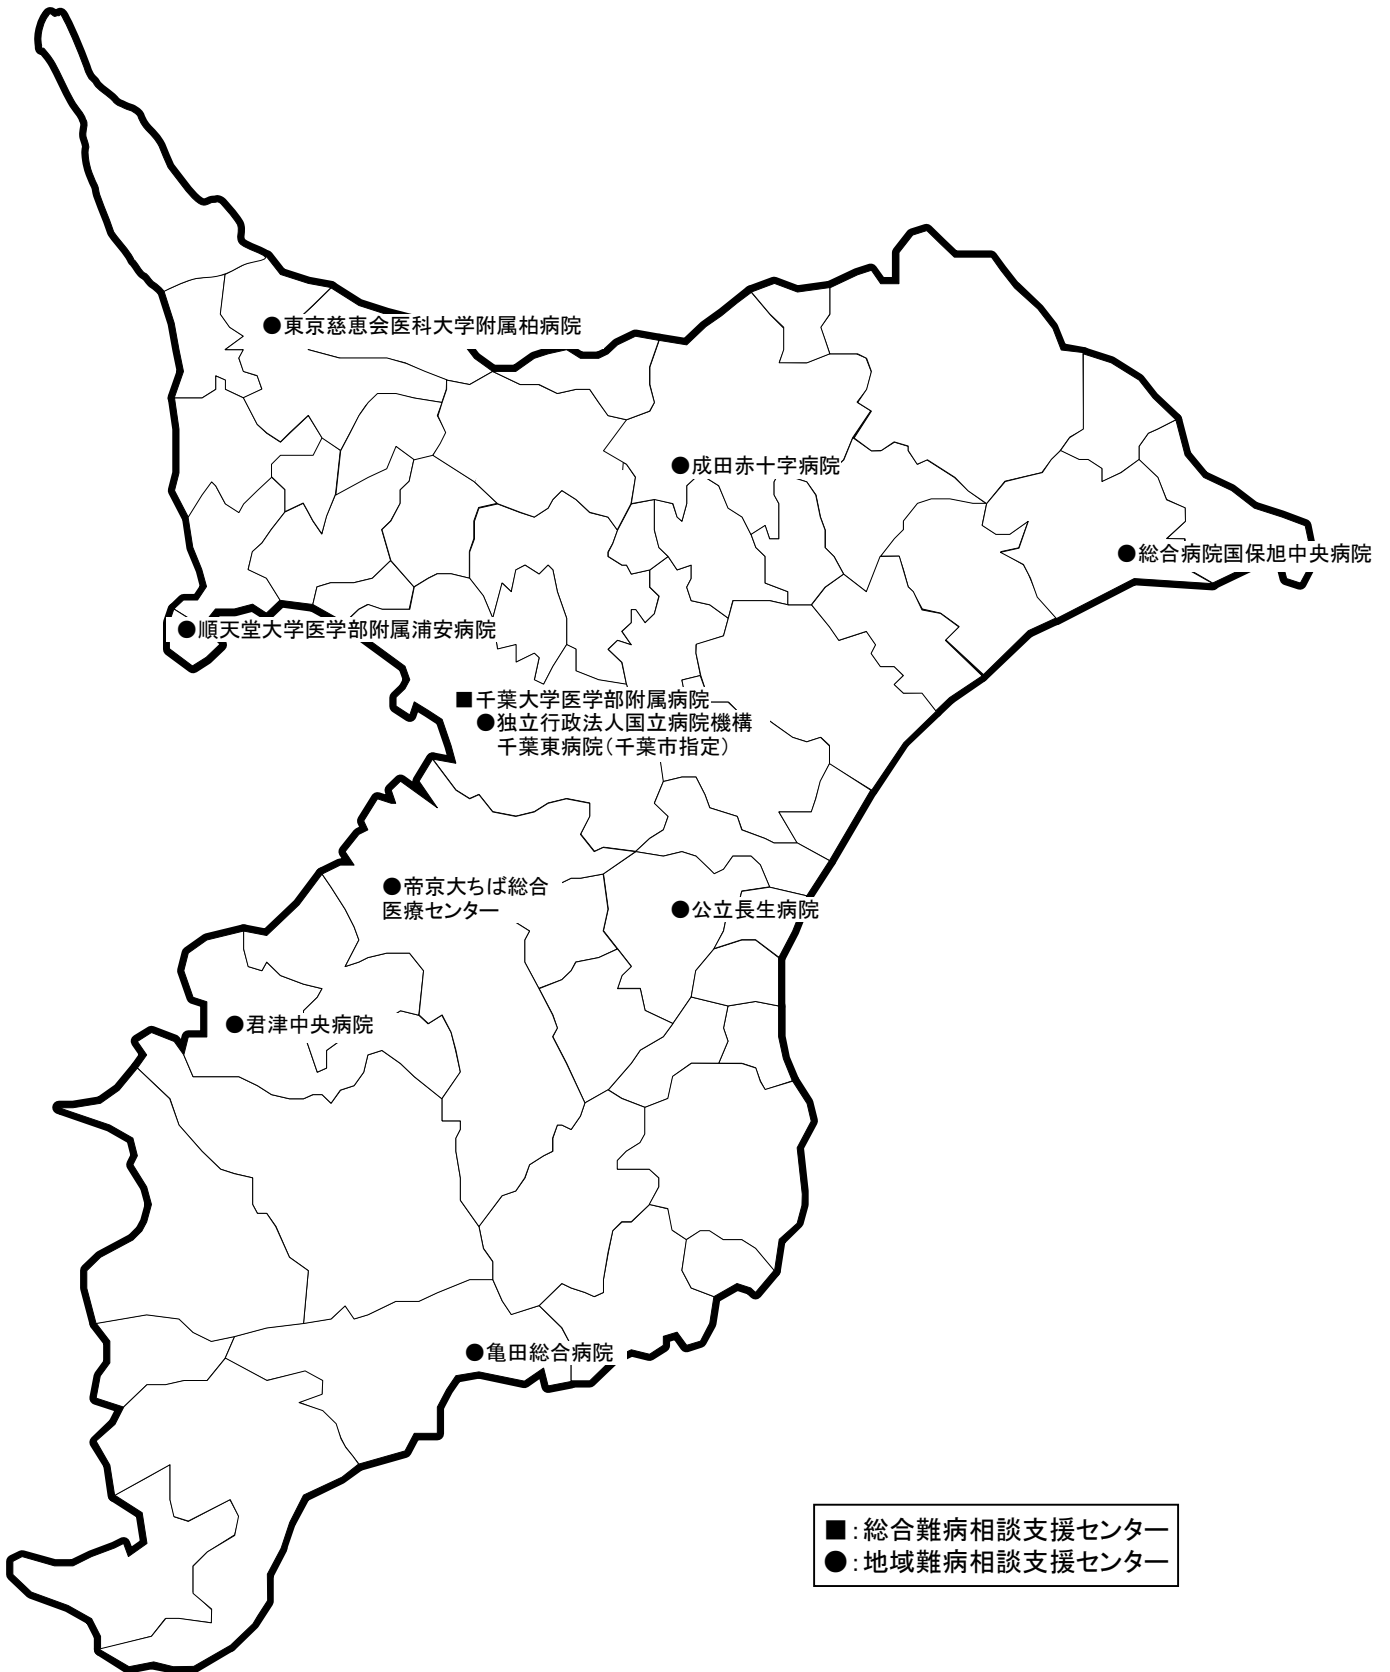 ●東京慈恵会医科大学附属柏病院
●成田赤十字病院
●総合病院国保旭中央病院
●順天堂大学医学部附属浦安病院
■千葉大学医学部附属病院
●独立行政法人国立病院機構
千葉東病院（千葉市指定）
●帝京大ちば総合
医療センター
●公立長生病院
●君津中央病院
●亀田総合病院
■：総合難病相談支援センター
●：地域難病相談支援センター